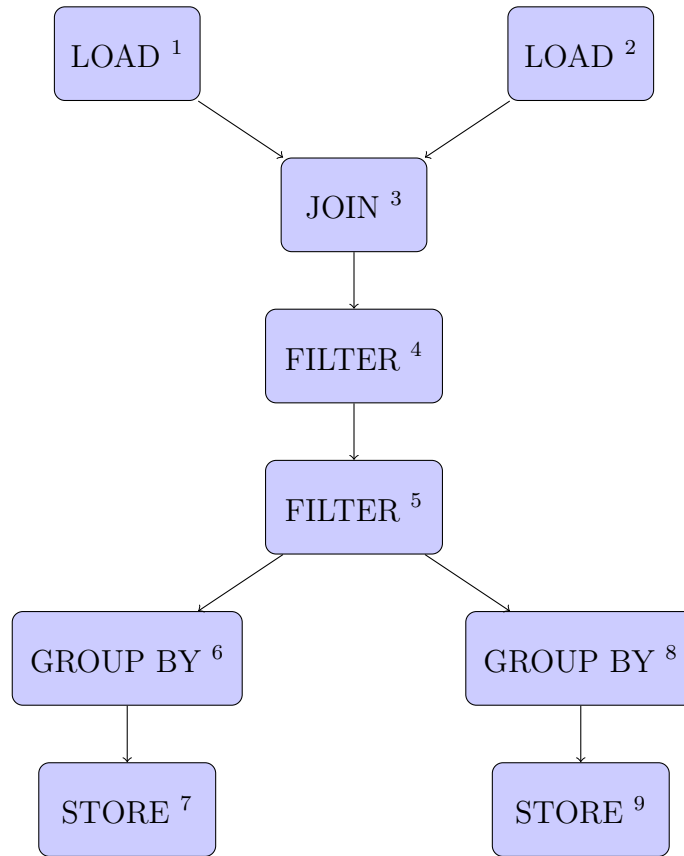 LOAD ¹
LOAD ²
JOIN ³
FILTER ⁴
FILTER ⁵
GROUP BY ⁶
GROUP BY ⁸
STORE ⁷
STORE ⁹